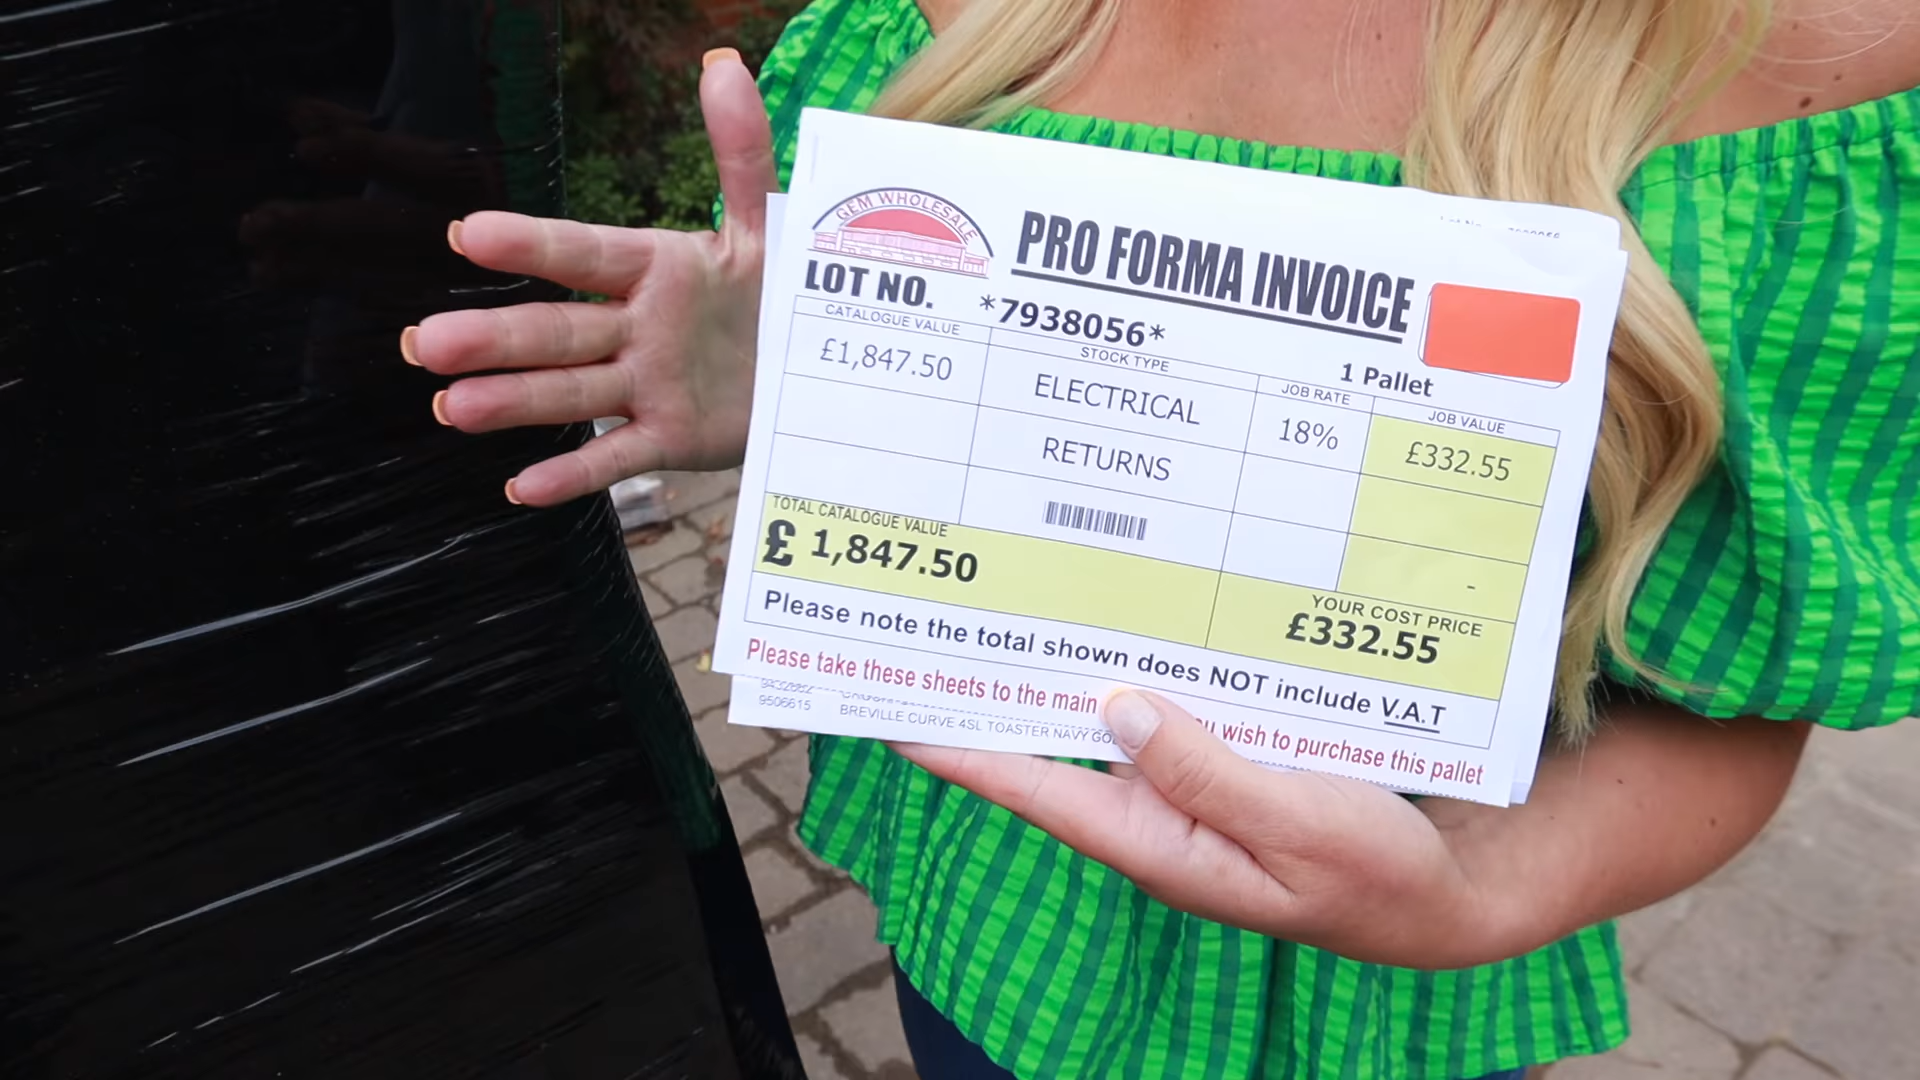 GEM WHOLESALE
PRO FORMA INVOICE
LOT NO.
*7938056*
1 Pallet
CATALOGUE VALUE
STOCK TYPE
JOB RATE
JOB VALUE
£1,847.50
ELECTRICAL
18%
£332.55
RETURNS
-
TOTAL CATALOGUE VALUE
£ 1,847.50
YOUR COST PRICE
£332.55
Please note the total shown does NOT include V.A.T
Please take these sheets to the main wish to purchase this pallet
9506615 BREVILLE CURVE 4SL TOASTER NAVY